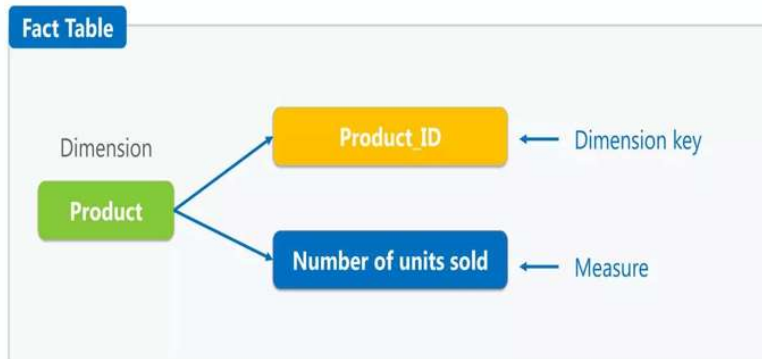 Fact Table
Dimension
Product
Product_ID
Dimension key
Number of units sold
Measure